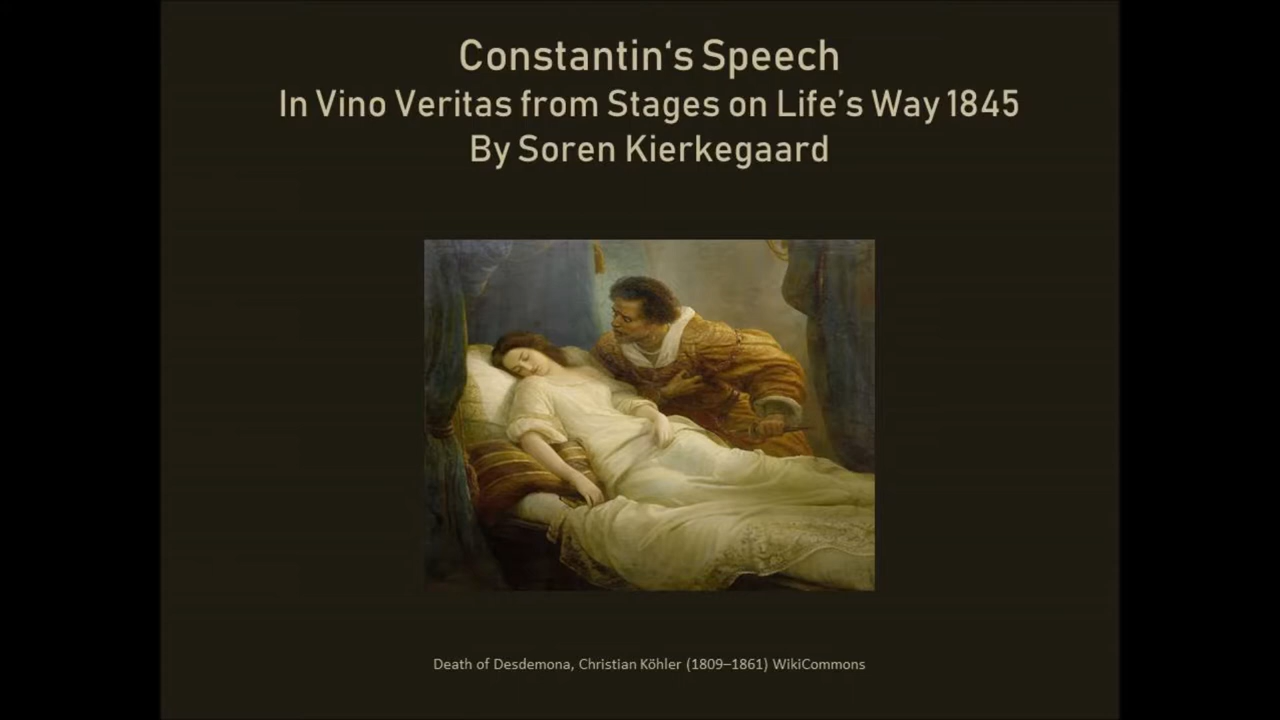 Constantin‘s Speech
In Vino Veritas from Stages on Life’s Way 1845
By Soren Kierkegaard
Death of Desdemona, Christian Köhler (1809–1861) WikiCommons